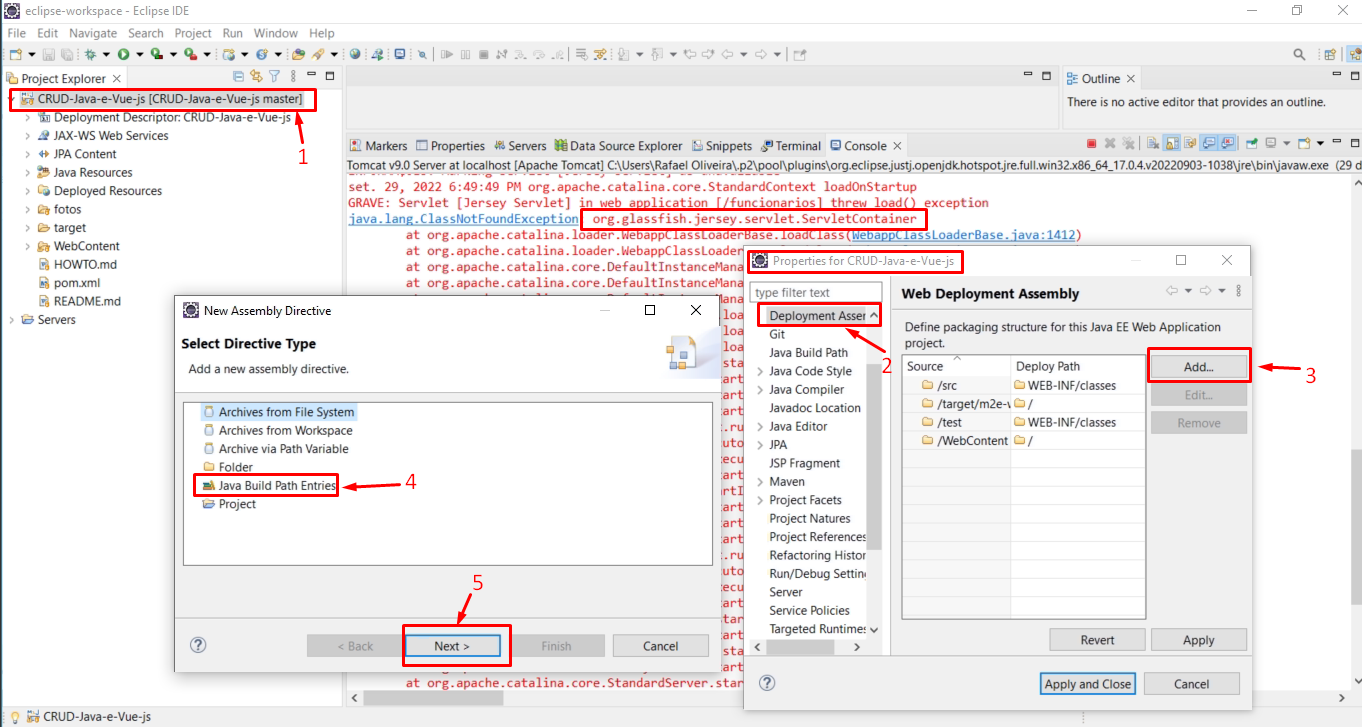 eclipse-workspace - Eclipse IDE
File Edit Navigate Search Project Run Window Help
Project Explorer
CRUD-Java-e-Vue-js [CRUD-Java-e-Vue-js master]
Deployment Descriptor: CRUD-Java-e-Vue-js
JAX-WS Web Services
JPA Content
Java Resources
Deployed Resources
fotos
target
WebContent
HOWTO.md
pom.xml
README.md
Servers
1
Outline
There is no active editor that provides an outline.
Markers Properties Servers Data Source Explorer Snippets Terminal Console
Tomcat v9.0 Server at localhost [Apache Tomcat] C:\Users\Rafael Oliveira\.p2\pool\plugins\org.eclipse.justj.openjdk.hotspot.jre.full.win32.x86_64_17.0.4.v20220903-1038\jre\bin\javaw.exe (29 d
set. 29, 2022 6:49:49 PM org.apache.catalina.core.StandardContext loadOnStartup
GRAVE: Servlet [Jersey Servlet] in web application [/funcionarios] threw load() exception
java.lang.ClassNotFoundException org.glassfish.jersey.servlet.ServletContainer
at org.apache.catalina.loader.WebappClassLoaderBase.loadClass(WebappClassLoaderBase.java:1412)
at org.apache.catalina.loader.WebappClassLoader
at org.apache.catalina.core.DefaultInstanceMana
at org.apache.catalina.core.DefaultInstanceMana
at org.apache.catalina.core.StandardServer.star
New Assembly Directive
Select Directive Type
Add a new assembly directive.
Archives from File System
Archives from Workspace
Archive via Path Variable
Folder
Java Build Path Entries
Project
4
5
< Back Next > Finish Cancel
Properties for CRUD-Java-e-Vue-js
type filter text
Deployment Asser
Git
Java Build Path
Java Code Style
Java Compiler
Javadoc Location
Java Editor
JPA
JSP Fragment
Maven
Project Facets
Project Natures
Project References
Refactoring Histor
Run/Debug Setting
Server
Service Policies
Targeted Runtimes
2
Web Deployment Assembly
Define packaging structure for this Java EE Web Application
project.
Source Deploy Path
/src WEB-INF/classes
/target/m2e-w /
/test WEB-INF/classes
/WebContent /
Add...
Edit...
Remove
3
Revert Apply
Apply and Close Cancel
CRUD-Java-e-Vue-js